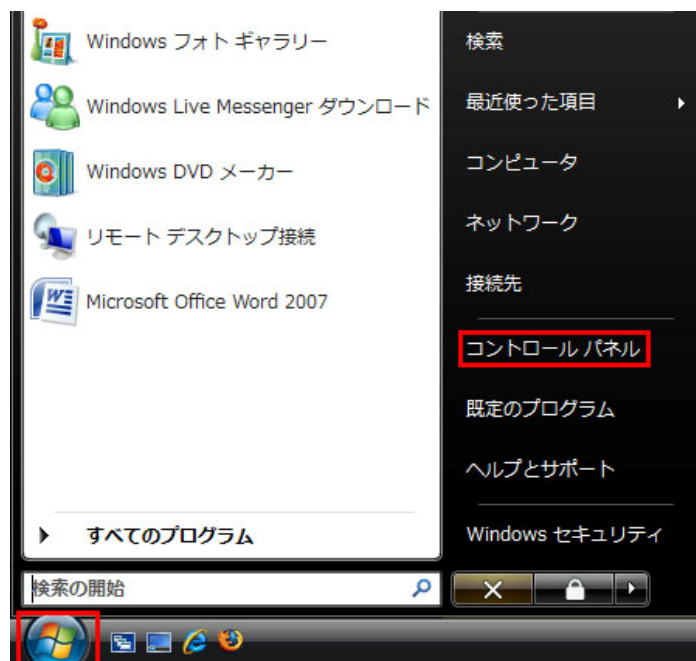 Windows フォト ギャラリー
Windows Live Messenger ダウンロード
Windows DVD メーカー
リモート デスクトップ接続
Microsoft Office Word 2007
すべてのプログラム
検索の開始
検索
最近使った項目
コンピュータ
ネットワーク
接続先
コントロール パネル
既定のプログラム
ヘルプとサポート
Windows セキュリティ